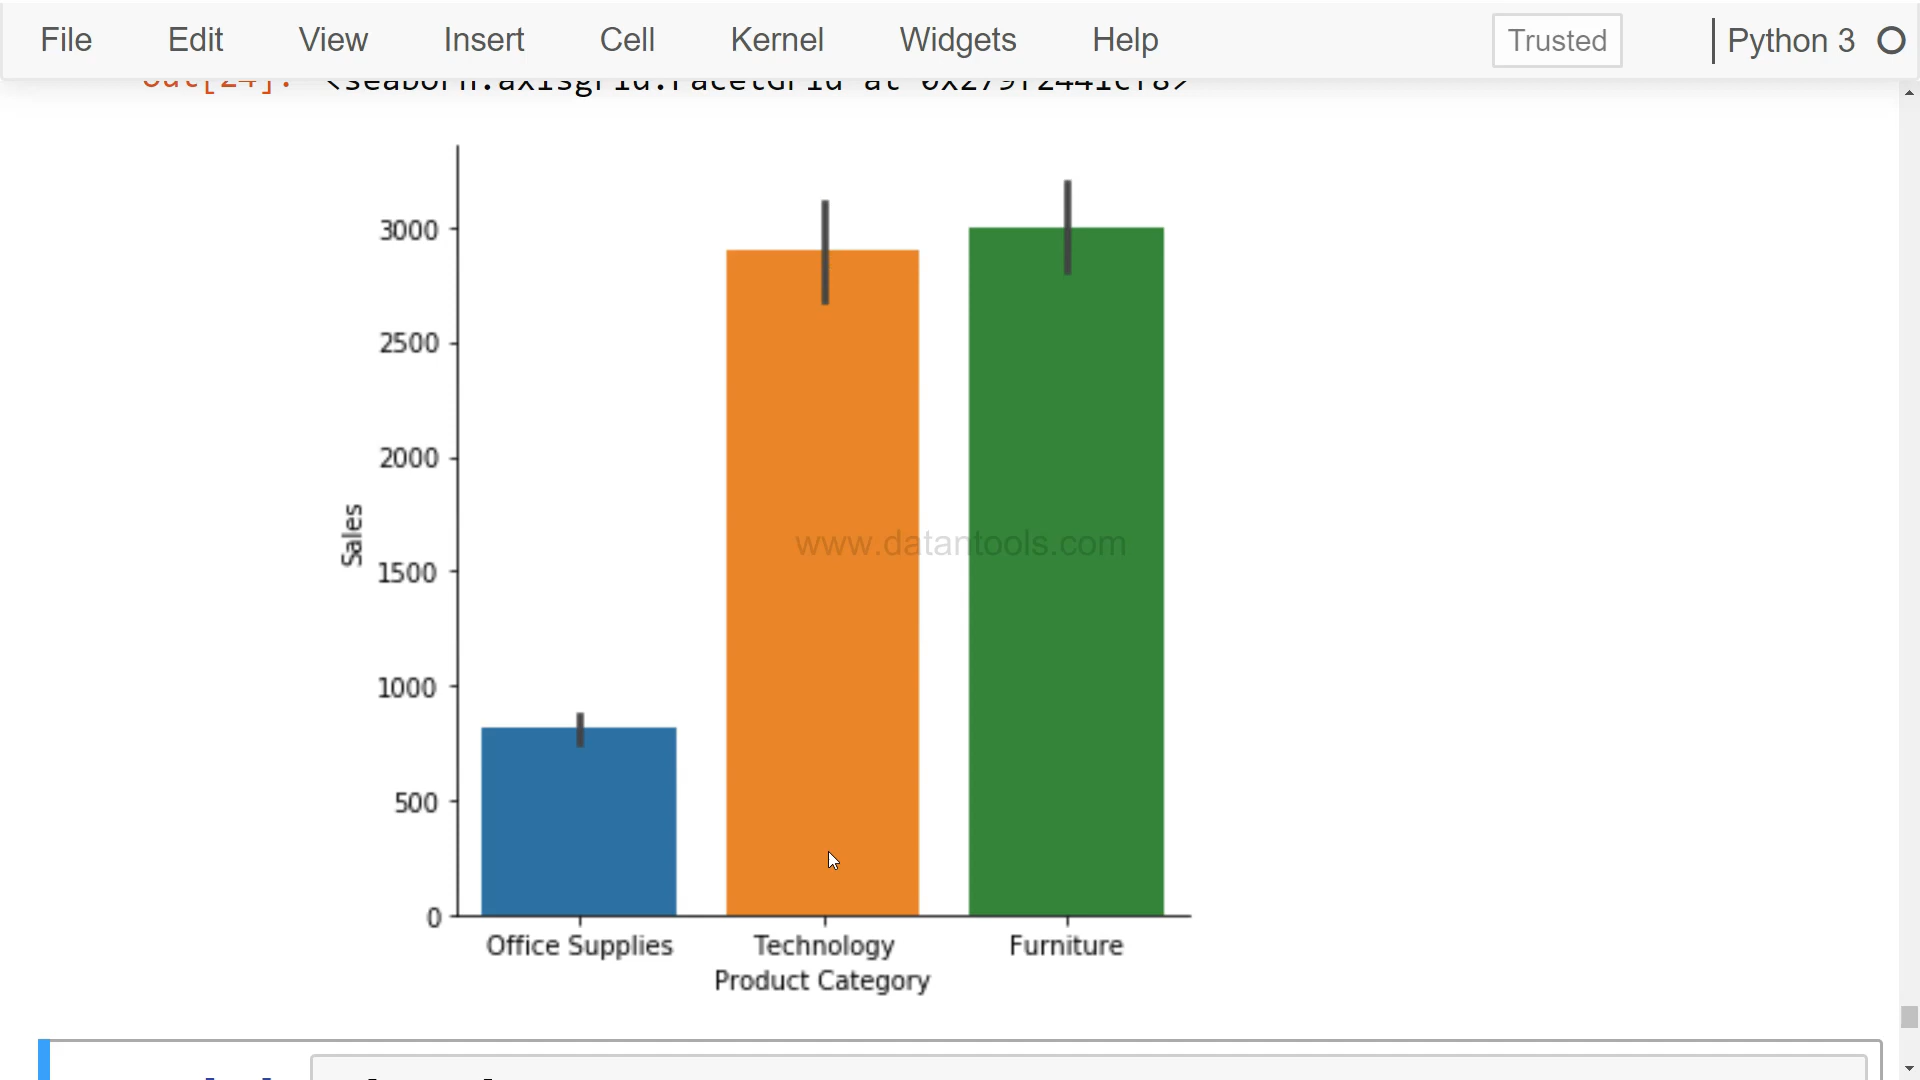 File Edit View Insert Cell Kernel Widgets Help Trusted Python 3
3000
2500
2000
1500
1000
500
0
Sales
www.datantools.com
Office Supplies Technology Furniture
Product Category